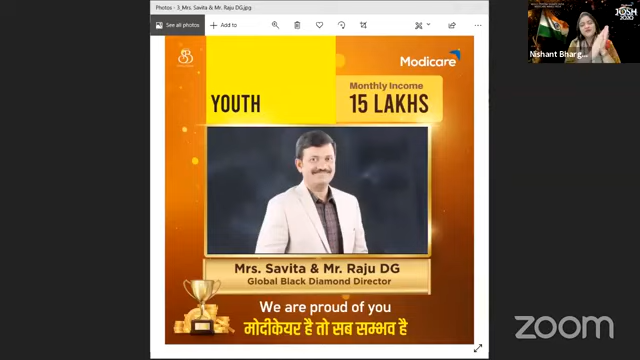 Photos - 3_Mrs. Savita & Mr. Raju DG.jpg
See all photos
Add to
JOSH
Nishant Bharg...
Modicare
Monthly Income
YOUTH
15 LAKHS
Mrs. Savita & Mr. Raju DG
Global Black Diamond Director
We are proud of you
मोदीकेयर है तो सब सम्भव है
zoom